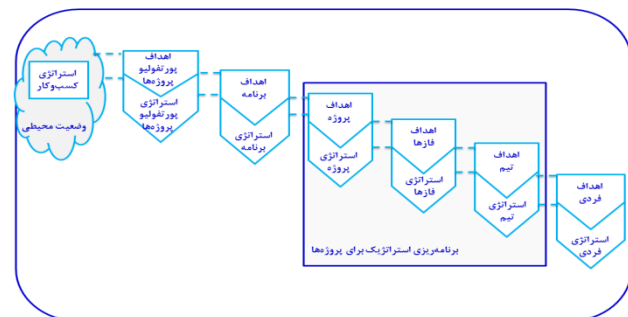 استراتژی
کسب‌وکار
وضعیت محیطی
اهداف
پورتفولیو
پروژه‌ها
استراتژی
پورتفولیو
پروژه‌ها
اهداف
برنامه
استراتژی
برنامه
اهداف
پروژه
استراتژی
پروژه
اهداف
فازها
استراتژی
فازها
اهداف
تیم
استراتژی
تیم
اهداف
فردی
استراتژی
فردی
برنامه‌ریزی استراتژیک برای پروژه‌ها